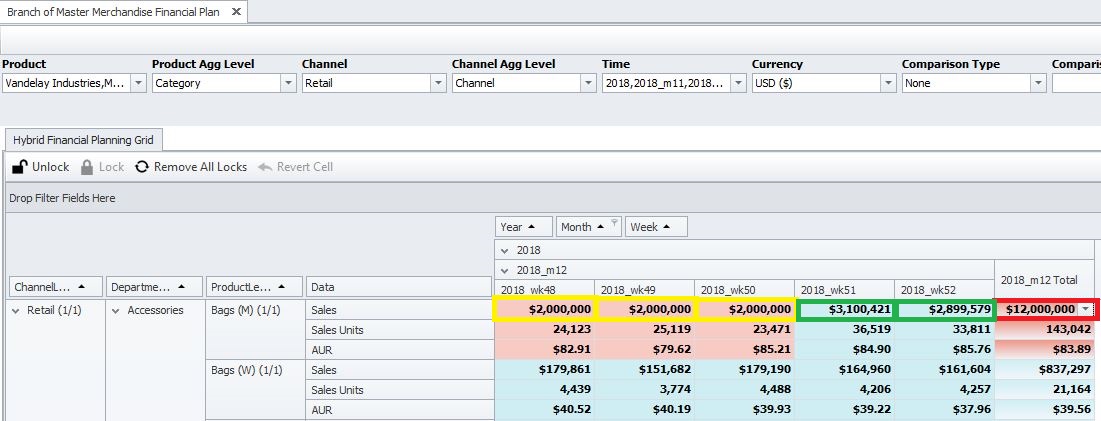 Branch of Master Merchandise Financial Plan X
Product Product Agg Level Channel Channel Agg Level Time Currency Comparison Type Comparis
Vandelay Industries,M... Category Retail Channel 2018,2018_m11,2018... USD ($) None
Hybrid Financial Planning Grid
Unlock Lock Remove All Locks Revert Cell
Drop Filter Fields Here
Year Month Week
2018
2018_m12 2018_m12 Total
ChannelL... Departme... ProductLe... Data 2018_wk48 2018_wk49 2018_wk50 2018_wk51 2018_wk52
Retail (1/1) Accessories Bags (M) (1/1) Sales $2,000,000 $2,000,000 $2,000,000 $3,100,421 $2,899,579 $12,000,000
Sales Units 24,123 25,119 23,471 36,519 33,811 143,042
AUR $82.91 $79.62 $85.21 $84.90 $85.76 $83.89
Bags (W) (1/1) Sales $179,861 $151,682 $179,190 $164,960 $161,604 $837,297
Sales Units 4,439 3,774 4,488 4,206 4,257 21,164
AUR $40.52 $40.19 $39.93 $39.22 $37.96 $39.56